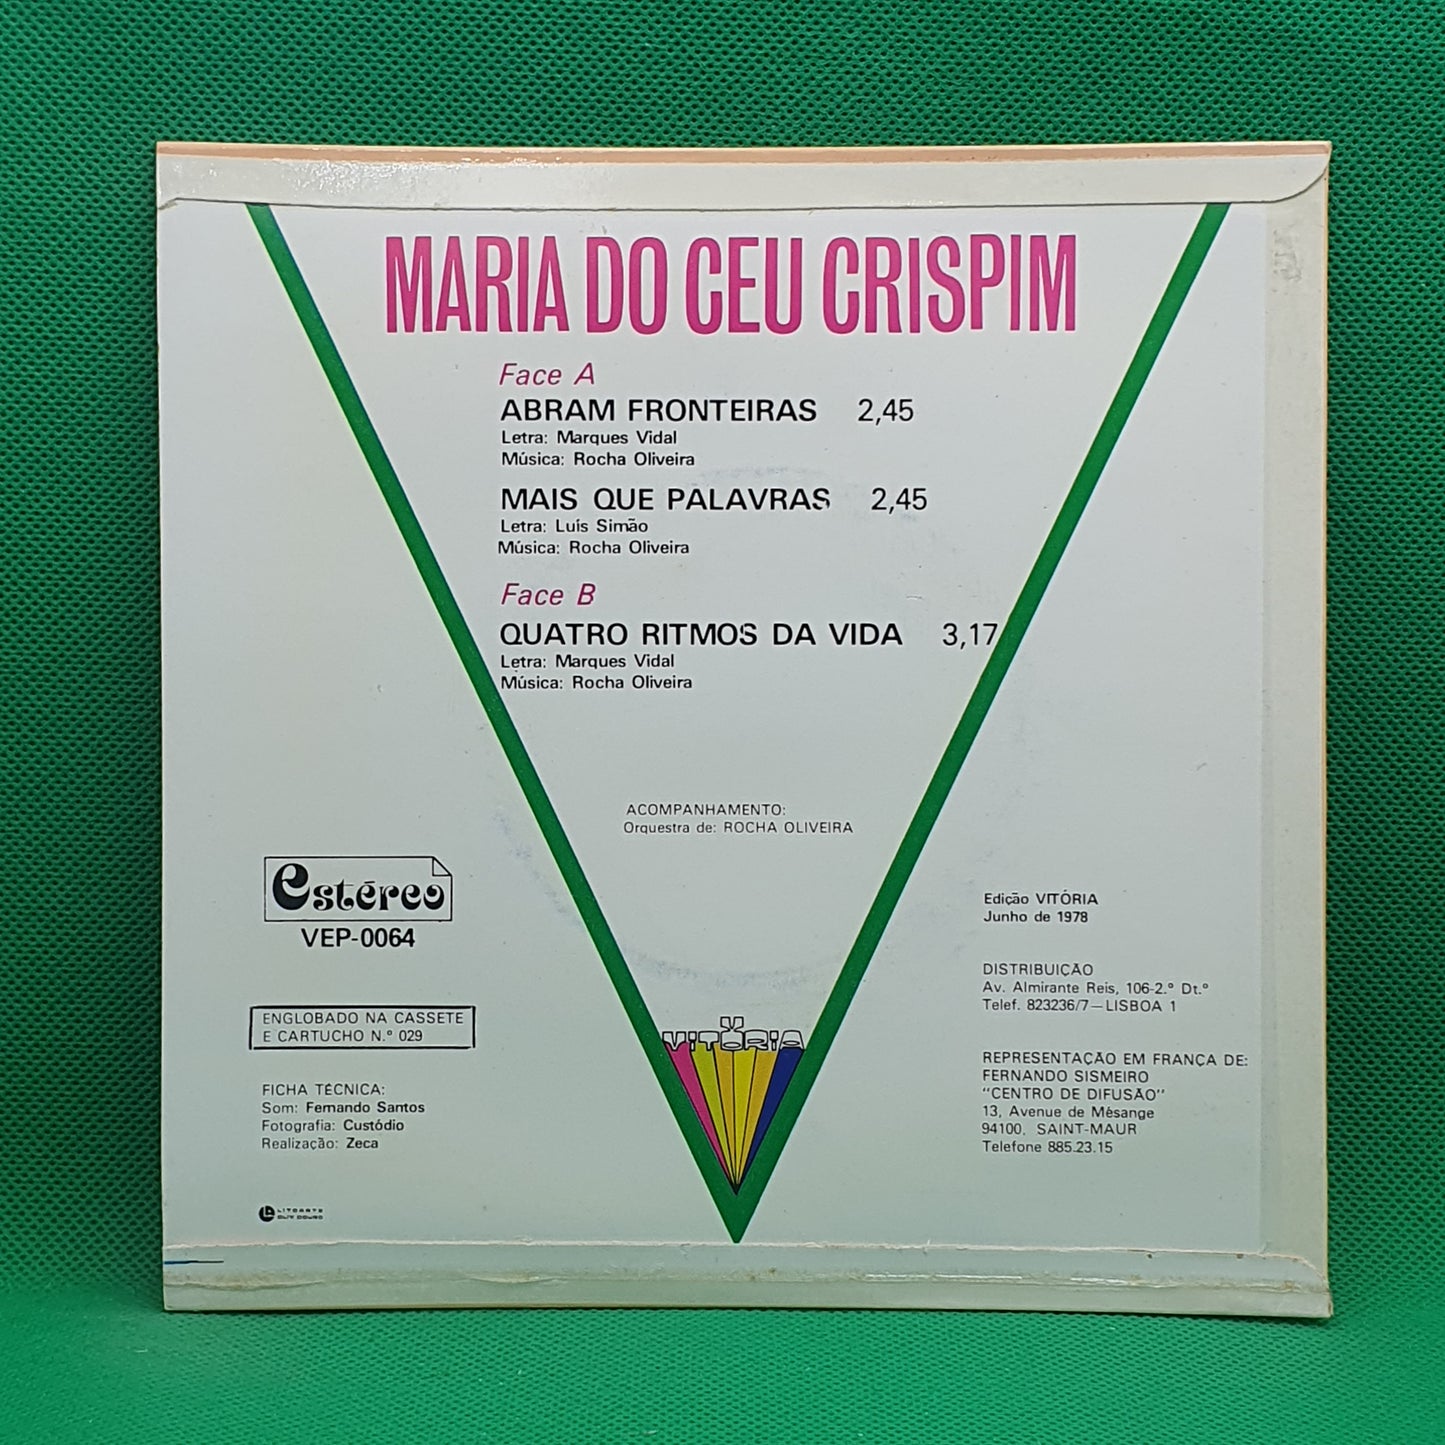 MARIA DO CEU CRISPIM
Face A
ABRAM FRONTEIRAS 2,45
Letra: Marques Vidal
Música: Rocha Oliveira
MAIS QUE PALAVRAS 2,45
Letra: Luís Simão
Música: Rocha Oliveira
Face B
QUATRO RITMOS DA VIDA 3,17
Letra: Marques Vidal
Música: Rocha Oliveira
ACOMPANHAMENTO:
Orquestra de: ROCHA OLIVEIRA
estéreo
VEP-0064
ENGLOBADO NA CASSETE
E CARTUCHO N.º 029
FICHA TÉCNICA:
Som: Fernando Santos
Fotografia: Custódio
Realização: Zeca
LITOARTE
RUY DOURO
V
VITÓRIA
Edição VITÓRIA
Junho de 1978
DISTRIBUIÇÃO
Av. Almirante Reis, 106-2.º Dt.º
Telef. 823236/7—LISBOA 1
REPRESENTAÇÃO EM FRANÇA DE:
FERNANDO SISMEIRO
"CENTRO DE DIFUSÃO"
13, Avenue de Mésange
94100, SAINT-MAUR
Telefone 885.23.15